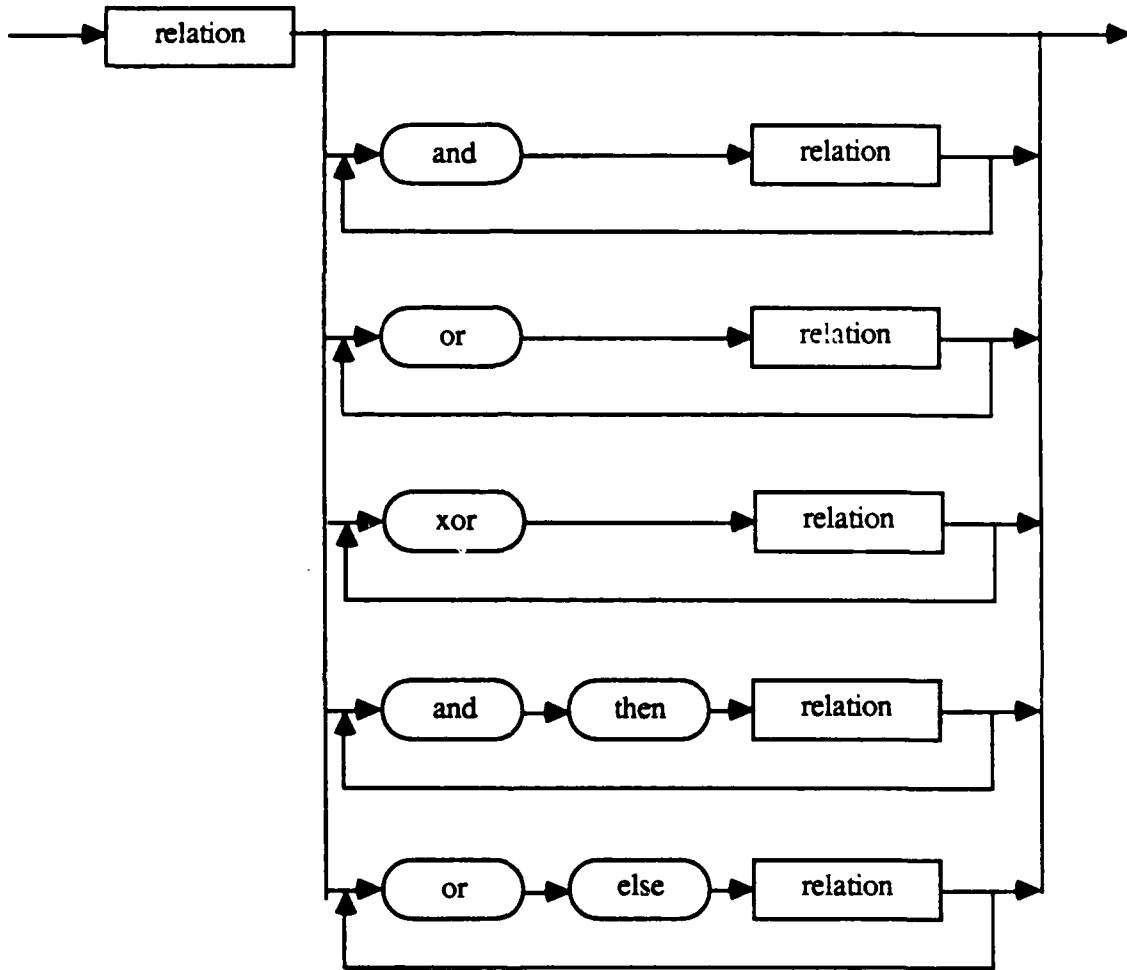 relation
and relation
or relation
xor relation
and then relation
or else relation